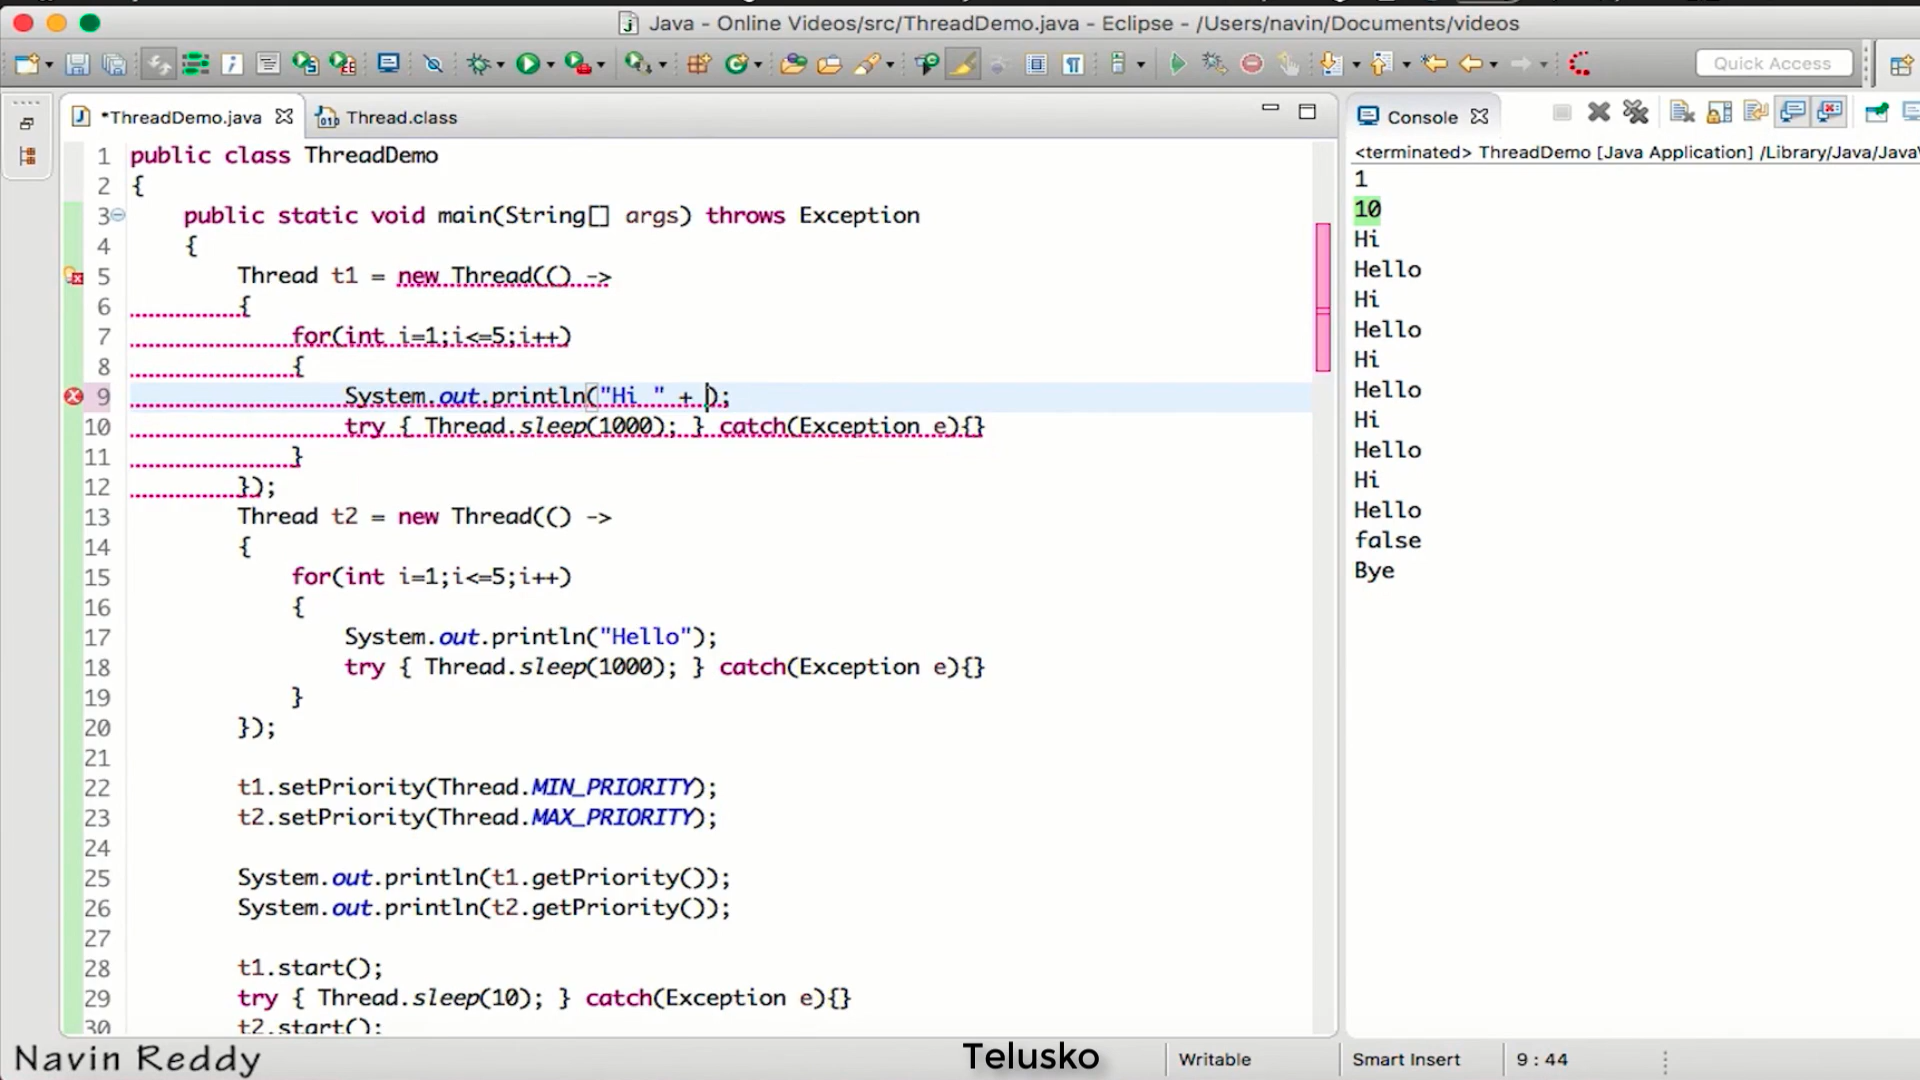 Java - Online Videos/src/ThreadDemo.java - Eclipse - /Users/navin/Documents/videos
Quick Access
*ThreadDemo.java
Thread.class
1 public class ThreadDemo
2 {
3 public static void main(String[] args) throws Exception
4 {
5 Thread t1 = new Thread(() ->
6 {
7 for(int i=1;i<=5;i++)
8 {
9 System.out.println("Hi " + );
10 try { Thread.sleep(1000); } catch(Exception e){}
11 }
12 });
13 Thread t2 = new Thread(() ->
14 {
15 for(int i=1;i<=5;i++)
16 {
17 System.out.println("Hello");
18 try { Thread.sleep(1000); } catch(Exception e){}
19 }
20 });
21
22 t1.setPriority(Thread.MIN_PRIORITY);
23 t2.setPriority(Thread.MAX_PRIORITY);
24
25 System.out.println(t1.getPriority());
26 System.out.println(t2.getPriority());
27
28 t1.start();
29 try { Thread.sleep(10); } catch(Exception e){}
30 t2.start();
Console
<terminated> ThreadDemo [Java Application] /Library/Java/Java
1
10
Hi
Hello
Hi
Hello
Hi
Hello
Hi
Hello
Hi
Hello
false
Bye
Navin Reddy
Telusko
Writable
Smart Insert
9 : 44